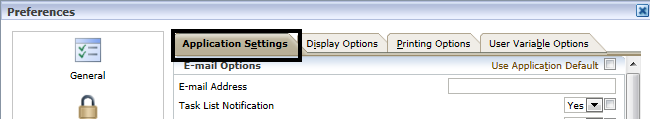 Preferences
Application Settings Display Options Printing Options User Variable Options
General
E-mail Options Use Application Default
E-mail Address
Task List Notification Yes